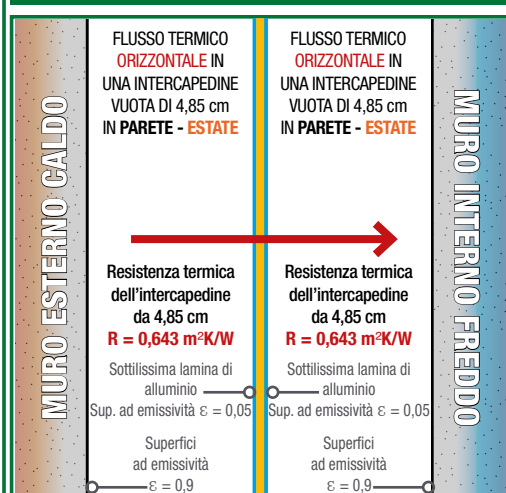 MURO ESTERNO CALDO
FLUSSO TERMICO
ORIZZONTALE IN
UNA INTERCAPEDINE
VUOTA DI 4,85 cm
IN PARETE - ESTATE
Resistenza termica
dell'intercapedine
da 4,85 cm
R = 0,643 m²K/W
Sottilissima lamina di
alluminio
Sup. ad emissività ε = 0,05
Superfici
ad emissività
ε = 0,9
FLUSSO TERMICO
ORIZZONTALE IN
UNA INTERCAPEDINE
VUOTA DI 4,85 cm
IN PARETE - ESTATE
Resistenza termica
dell'intercapedine
da 4,85 cm
R = 0,643 m²K/W
Sottilissima lamina di
alluminio
Sup. ad emissività ε = 0,05
Superfici
ad emissività
ε = 0,9
MURO INTERNO FREDDO